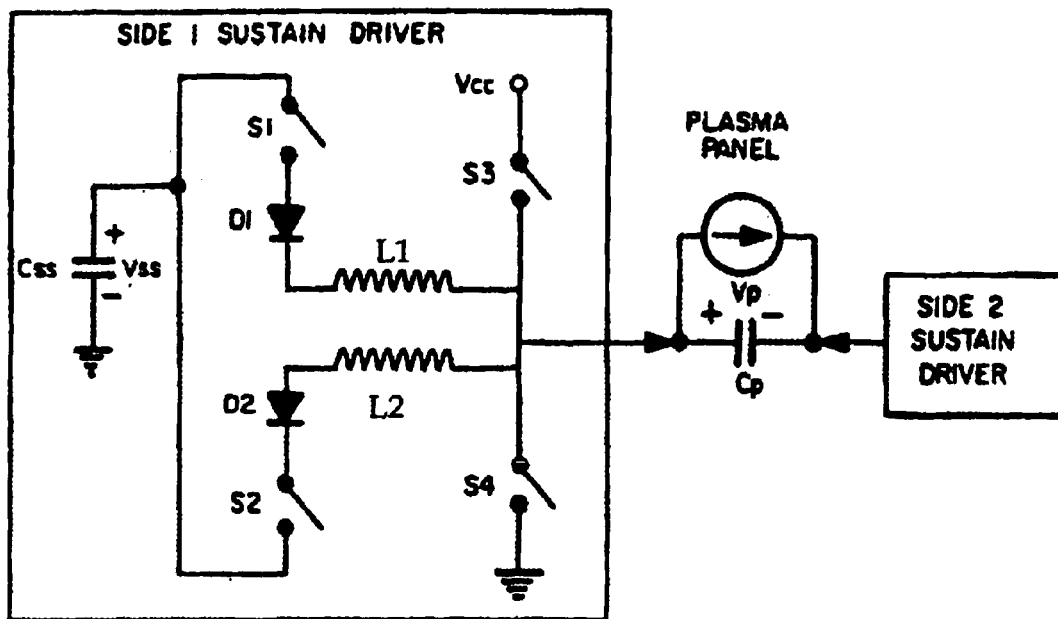 SIDE 1 SUSTAIN DRIVER
Vcc
S1
S3
PLASMA
PANEL
D1
L1
+
Css
Vss
-
Vp
+
-
Cp
SIDE 2
SUSTAIN
DRIVER
D2
L2
S2
S4